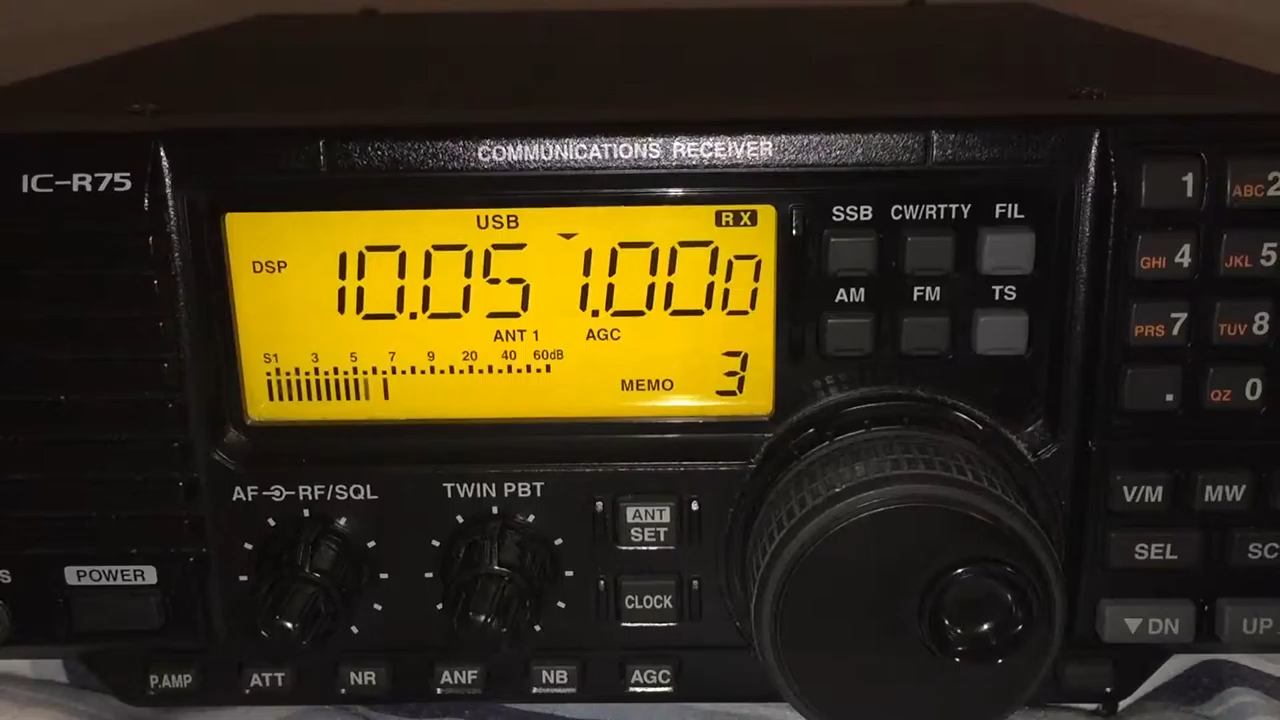 COMMUNICATIONS RECEIVER
IC-R75
USB
RX
DSP
10.051.000
ANT 1 AGC
S1 3 5 7 9 20 40 60dB
MEMO 3
SSB CW/RTTY FIL
AM FM TS
1 ABC 2
GHI 4 JKL 5
PRS 7 TUV 8
. QZ 0
V/M MW
SEL SC
▼DN UP
AF RF/SQL
TWIN PBT
ANT
SET
CLOCK
S
POWER
P.AMP ATT NR ANF NB AGC